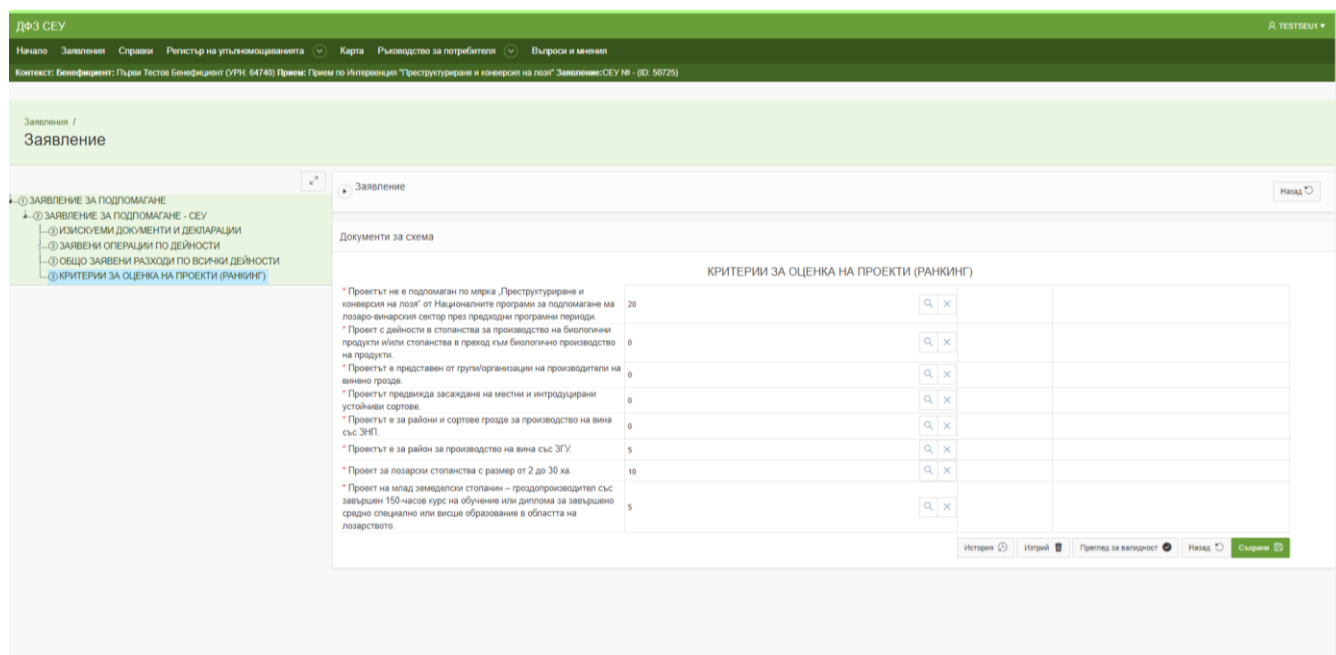 ДФЗ СЕУ
TESTSEU1
Начало Заявления Справки Регистър на упълномощаванията Карта Ръководство за потребителя Въпроси и мнения
Контекст: Бенефициент: Първи Тестов Бенефициент (УРН: 64740) Прием: Прием по Интервенция "Преструктуриране и конверсия на лозя" Заявление:СЕУ № - (ID: 50725)
Заявления /
Заявление
① ЗАЯВЛЕНИЕ ЗА ПОДПОМАГАНЕ
② ЗАЯВЛЕНИЕ ЗА ПОДПОМАГАНЕ - СЕУ
③ ИЗИСКУЕМИ ДОКУМЕНТИ И ДЕКЛАРАЦИИ
③ ЗАЯВЕНИ ОПЕРАЦИИ ПО ДЕЙНОСТИ
③ ОБЩО ЗАЯВЕНИ РАЗХОДИ ПО ВСИЧКИ ДЕЙНОСТИ
③ КРИТЕРИИ ЗА ОЦЕНКА НА ПРОЕКТИ (РАНКИНГ)
Заявление
Назад
Документи за схема
КРИТЕРИИ ЗА ОЦЕНКА НА ПРОЕКТИ (РАНКИНГ)
* Проектът не е подпомаган по мярка „Преструктуриране и
конверсия на лозя" от Националните програми за подпомагане ма
лозаро-винарския сектор през предходни програмни периоди.
20
* Проект с дейности в стопанства за производство на биологични
продукти и/или стопанства в преход към биологично производство
на продукти.
0
* Проектът е представен от групи/организации на производители на
винено грозде.
0
* Проектът предвижда засаждане на местни и интродуцирани
устойчиви сортове.
0
* Проектът е за райони и сортове грозде за производство на вина
със ЗНП.
0
* Проектът е за район за производство на вина със ЗГУ.
5
* Проект за лозарски стопанства с размер от 2 до 30 ха.
10
* Проект на млад земеделски стопанин – гроздопроизводител със
завършен 150-часов курс на обучение или диплома за завършено
средно специално или висше образование в областта на
лозарството.
5
История Изтрий Преглед за валидност Назад Съхрани